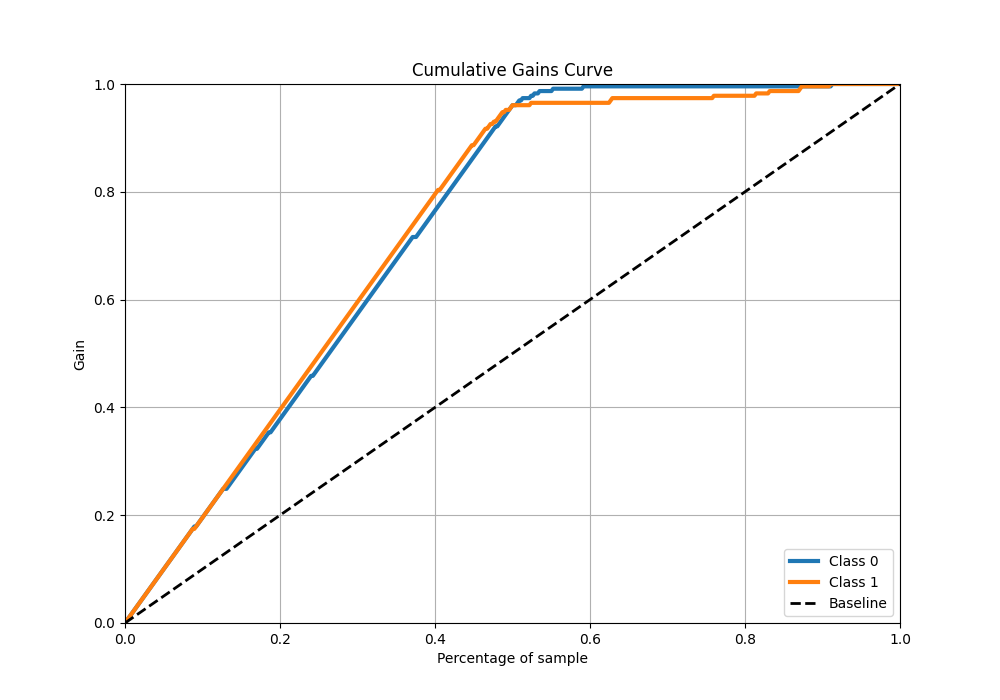 Cumulative Gains Curve
1.0
0.8
0.6
0.4
0.2
0.0
Gain
0.0 0.2 0.4 0.6 0.8 1.0
Percentage of sample
Class 0
Class 1
Baseline